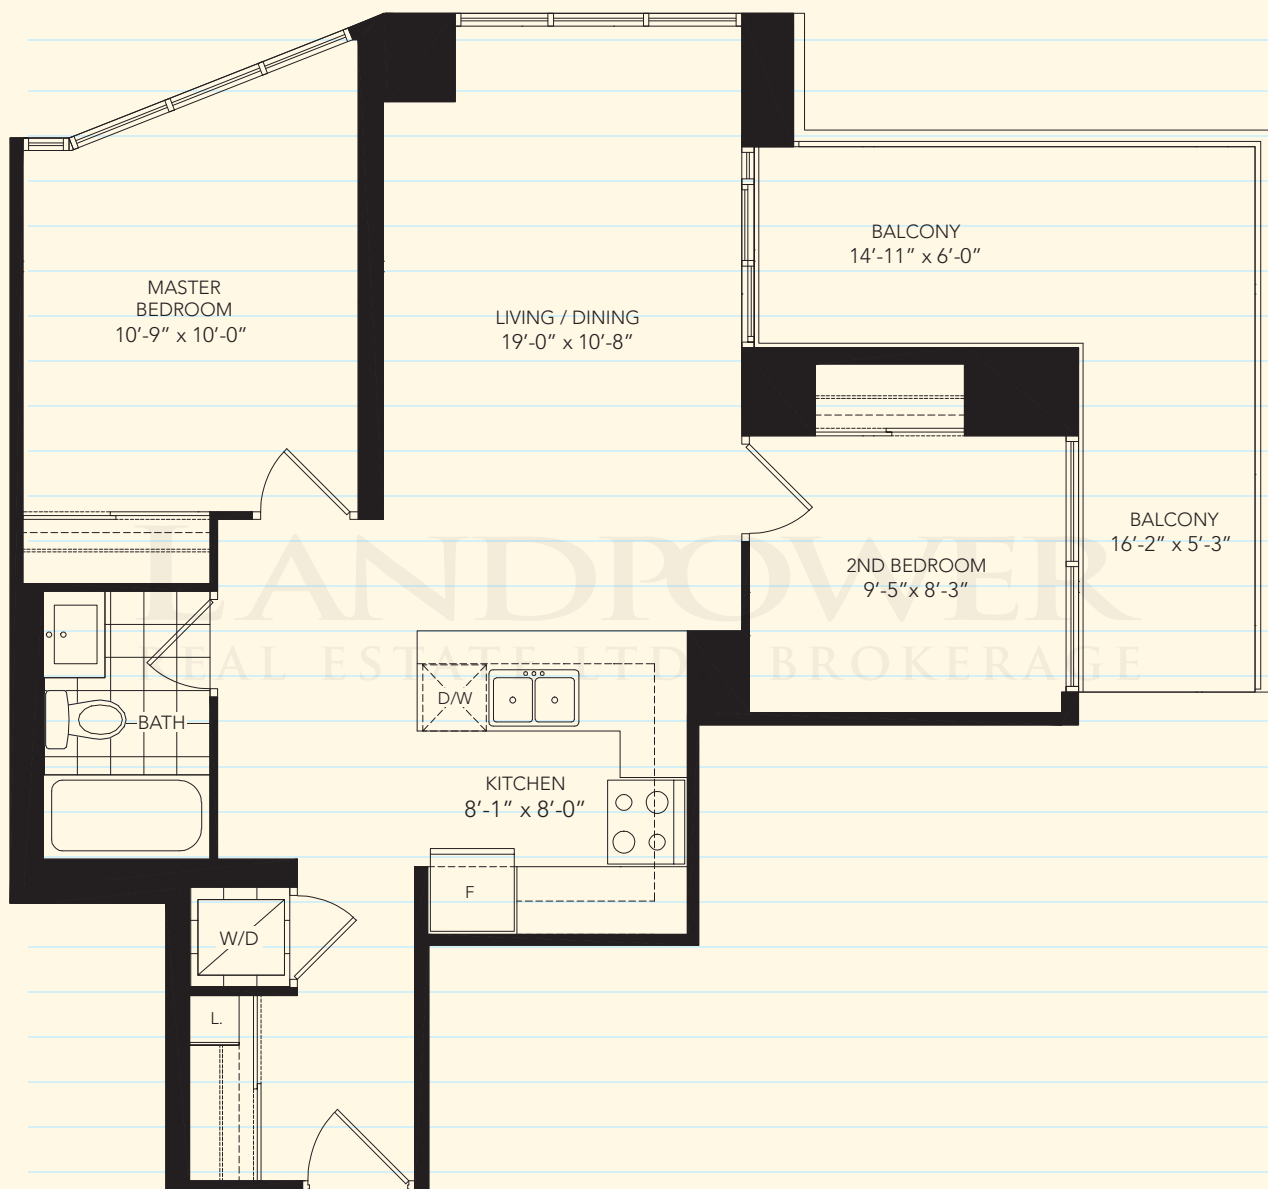 BALCONY
14'-11" x 6'-0"
MASTER
BEDROOM
10'-9" x 10'-0"
LIVING / DINING
19'-0" x 10'-8"
BALCONY
16'-2" x 5'-3"
2ND BEDROOM
9'-5"x 8'-3"
LANDPOWER
REAL ESTATE LTD. BROKERAGE
D/W
BATH
KITCHEN
8'-1" x 8'-0"
F
W/D
L.